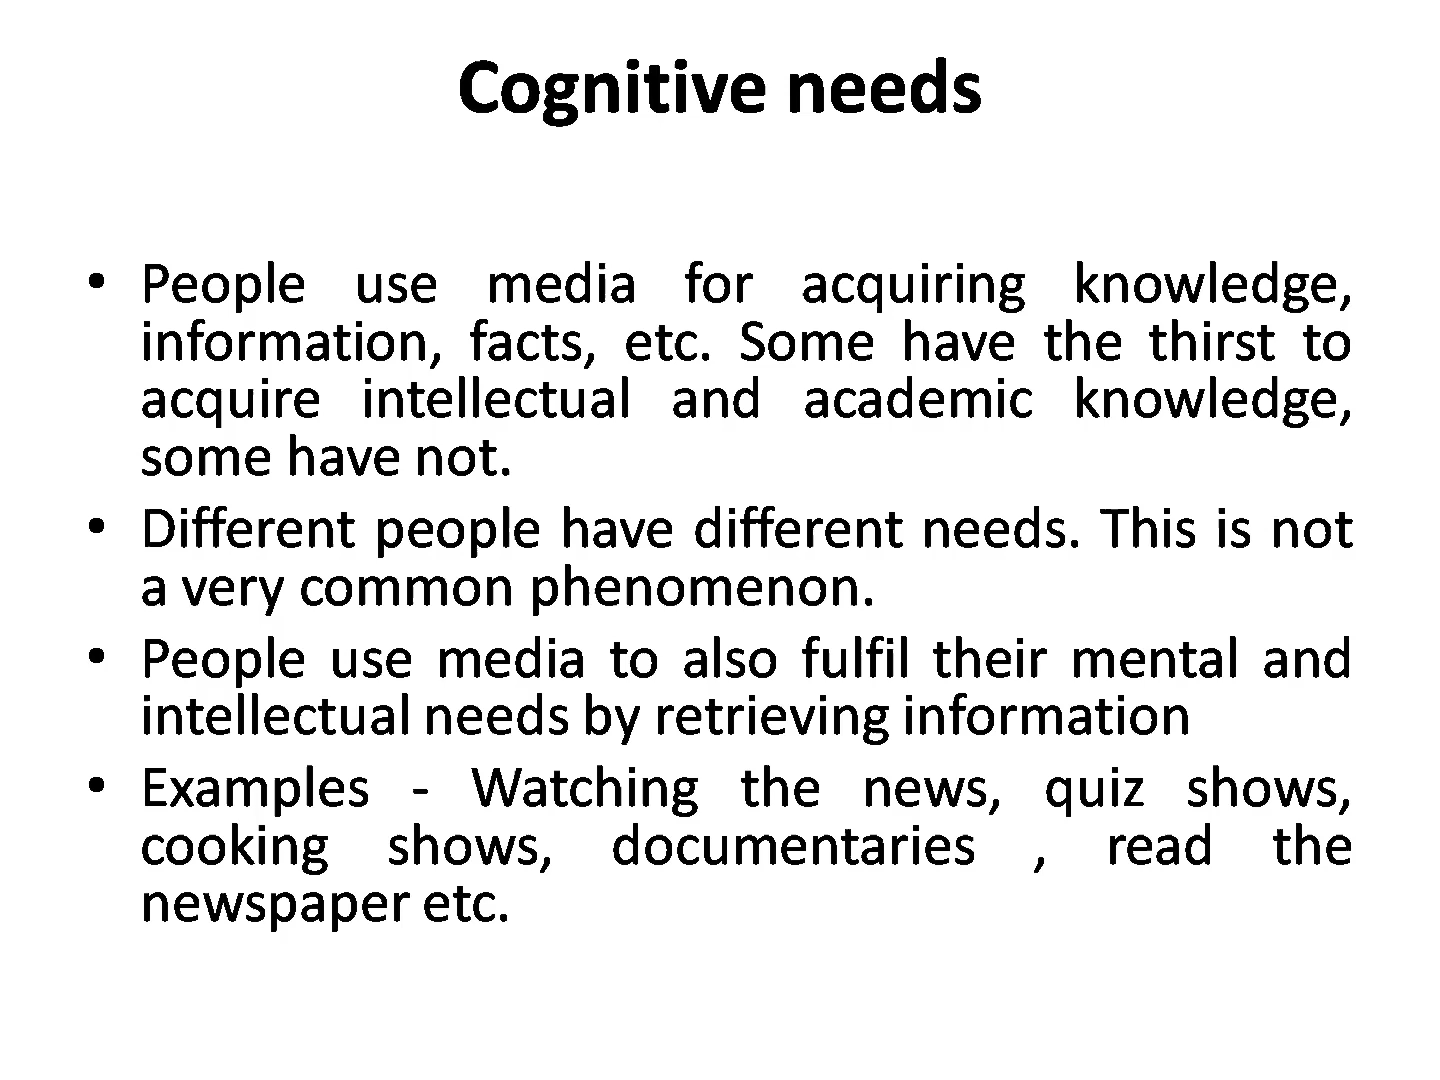 Cognitive needs
• People use media for acquiring knowledge,
information, facts, etc. Some have the thirst to
acquire intellectual and academic knowledge,
some have not.
• Different people have different needs. This is not
a very common phenomenon.
• People use media to also fulfil their mental and
intellectual needs by retrieving information
• Examples - Watching the news, quiz shows,
cooking shows, documentaries , read the
newspaper etc.